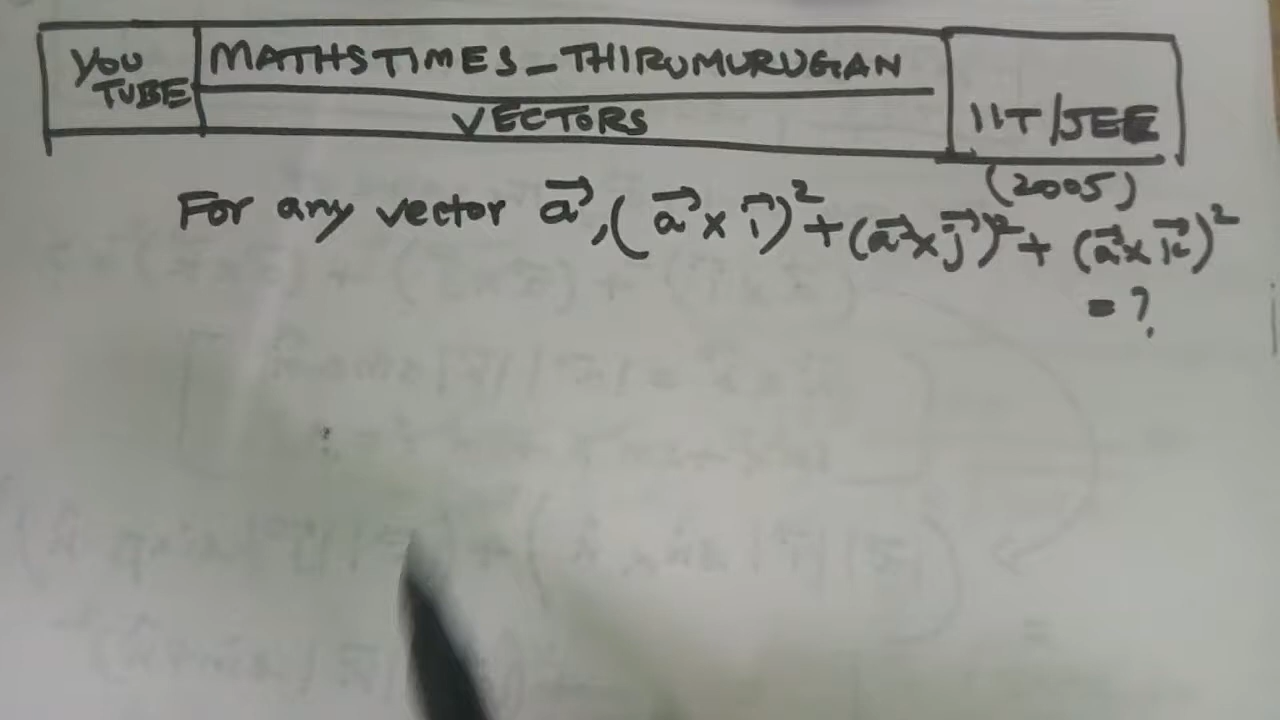 YOU TUBE
MATHSTIMES_THIRUMURUGAN
VECTORS
IIT/JEE
(2005)
For any vector a⃗, (a⃗ × i⃗)² + (a⃗ × j⃗)² + (a⃗ × k⃗)²
= ?